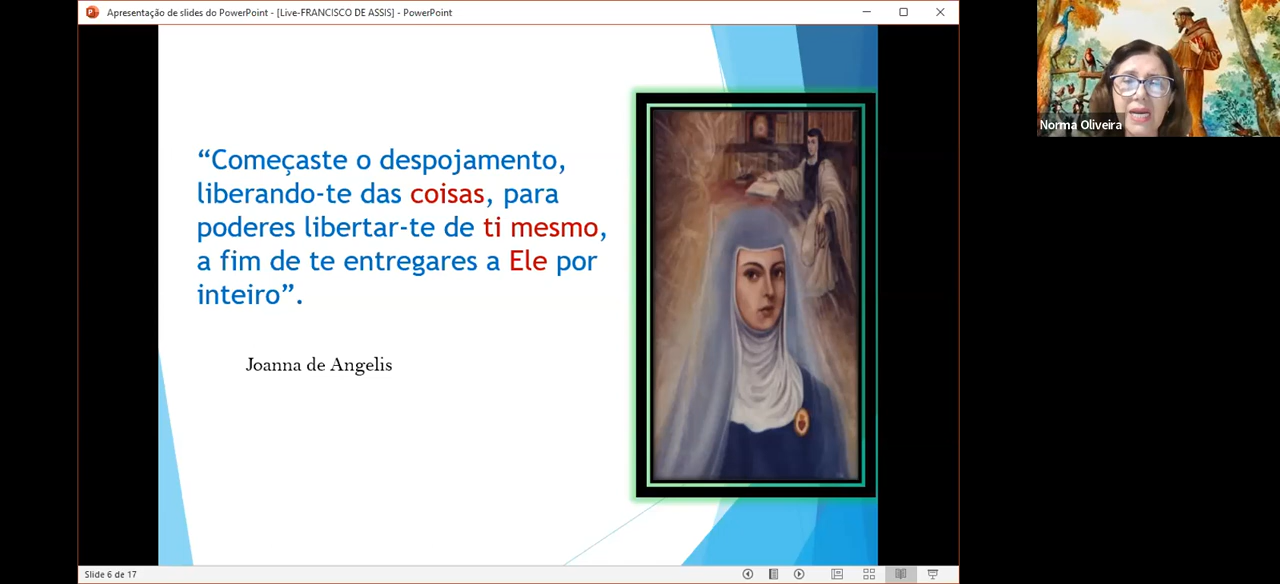 Apresentação de slides do PowerPoint - [Live-FRANCISCO DE ASSIS] - PowerPoint
“Começaste o despojamento,
liberando-te das coisas, para
poderes libertar-te de ti mesmo,
a fim de te entregares a Ele por
inteiro”.
Joanna de Angelis
Norma Oliveira
Slide 6 de 17